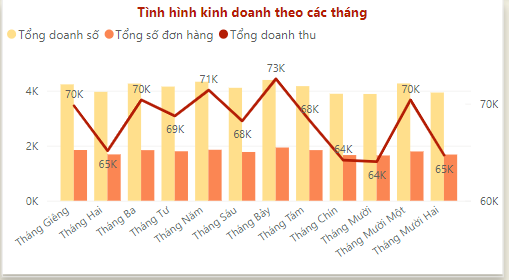 Tình hình kinh doanh theo các tháng
Tổng doanh số Tổng số đơn hàng Tổng doanh thu
73K
70K 70K 71K 70K
4K 70K
69K 68K 68K
65K 64K 64K 65K
2K
0K 60K
Tháng Giêng
Tháng Hai
Tháng Ba
Tháng Tư
Tháng Năm
Tháng Sáu
Tháng Bảy
Tháng Tám
Tháng Chín
Tháng Mười
Tháng Mười Một
Tháng Mười Hai